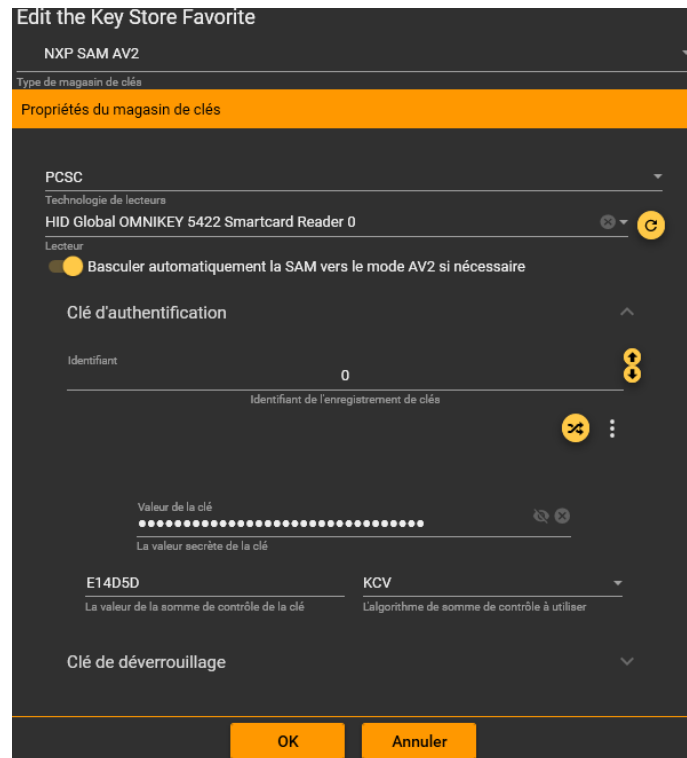 Edit the Key Store Favorite
NXP SAM AV2
Type de magasin de clés
Propriétés du magasin de clés
PCSC
Technologie de lecteurs
HID Global OMNIKEY 5422 Smartcard Reader 0
Lecteur
Basculer automatiquement la SAM vers le mode AV2 si nécessaire
Clé d'authentification
Identifiant
0
Identifiant de l'enregistrement de clés
Valeur de la clé
••••••••••••••••••••••••••••••••
La valeur secrète de la clé
E14D5D KCV
La valeur de la somme de contrôle de la clé L'algorithme de somme de contrôle à utiliser
Clé de déverrouillage
OK Annuler